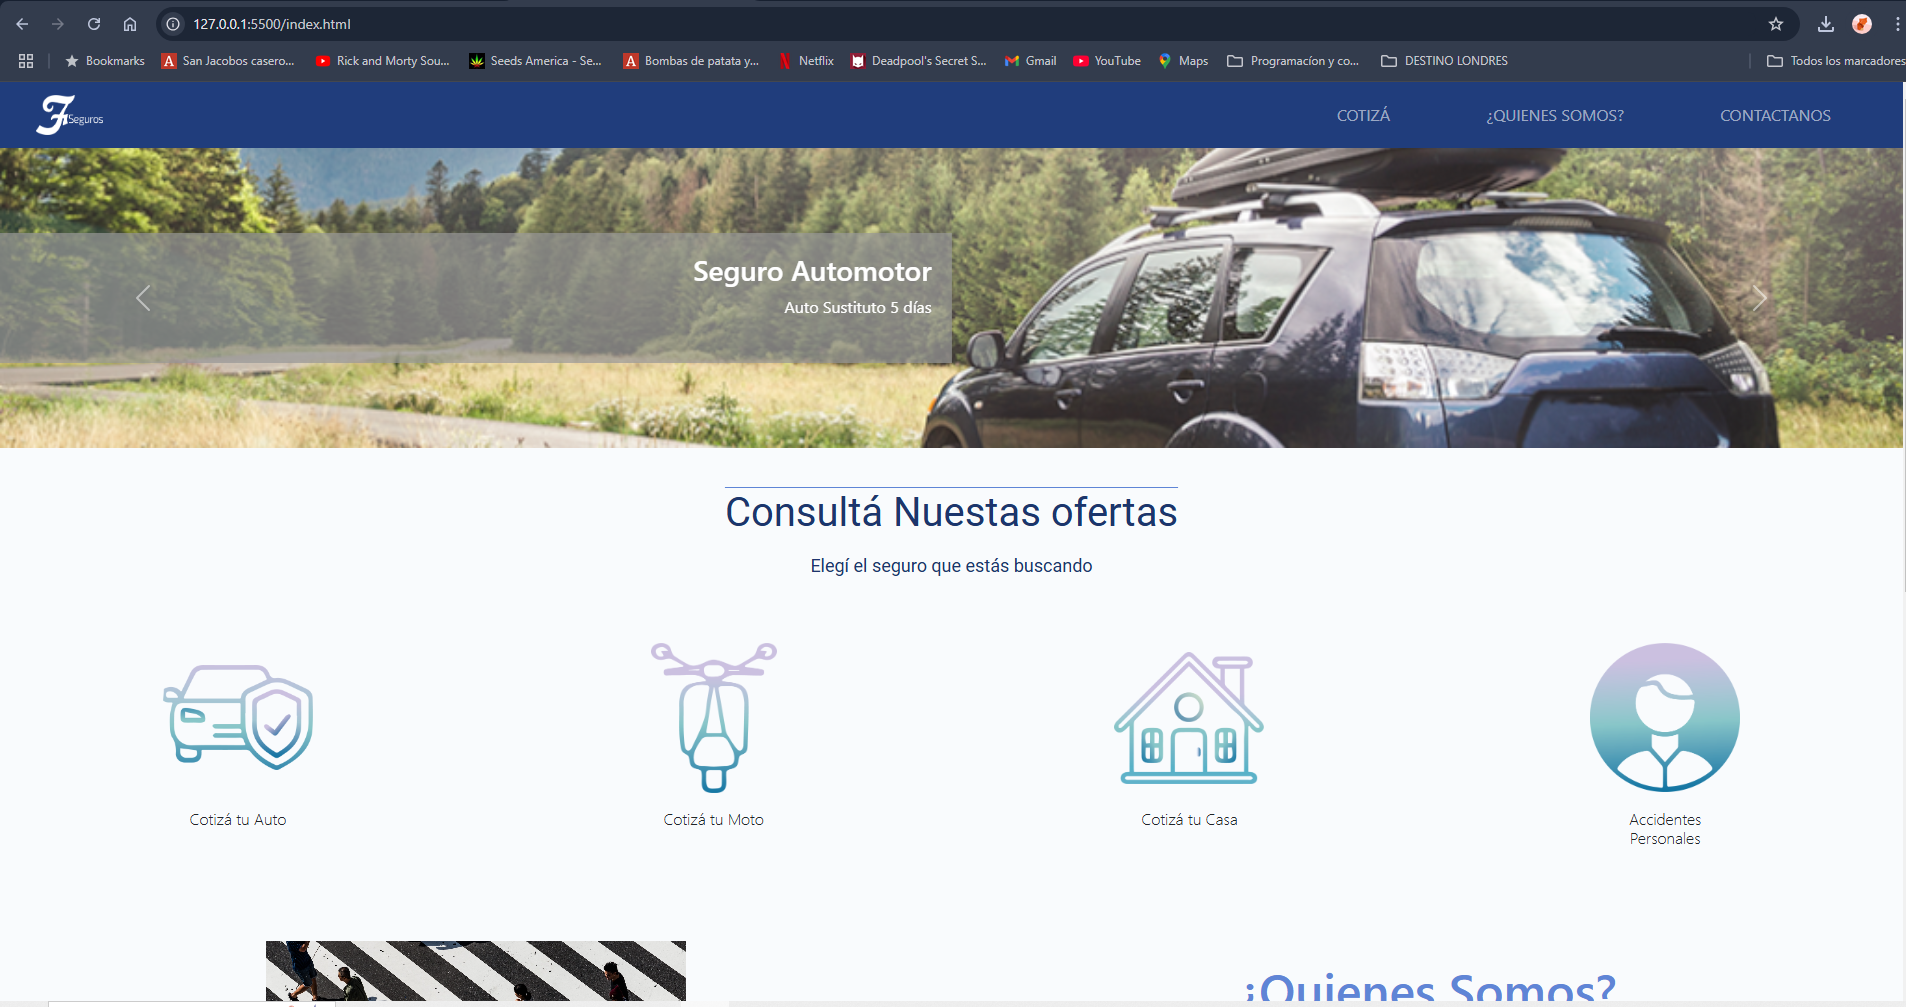 127.0.0.1:5500/index.html
Bookmarks
San Jacobos casero...
Rick and Morty Sou...
Seeds America - Se...
Bombas de patata y...
Netflix
Deadpool's Secret S...
Gmail
YouTube
Maps
Programacíon y co...
DESTINO LONDRES
Todos los marcadores
F Seguros
COTIZÁ
¿QUIENES SOMOS?
CONTACTANOS
Seguro Automotor
Auto Sustituto 5 días
Consultá Nuestas ofertas
Elegí el seguro que estás buscando
Cotizá tu Auto
Cotizá tu Moto
Cotizá tu Casa
Accidentes
Personales
¿Quienes Somos?